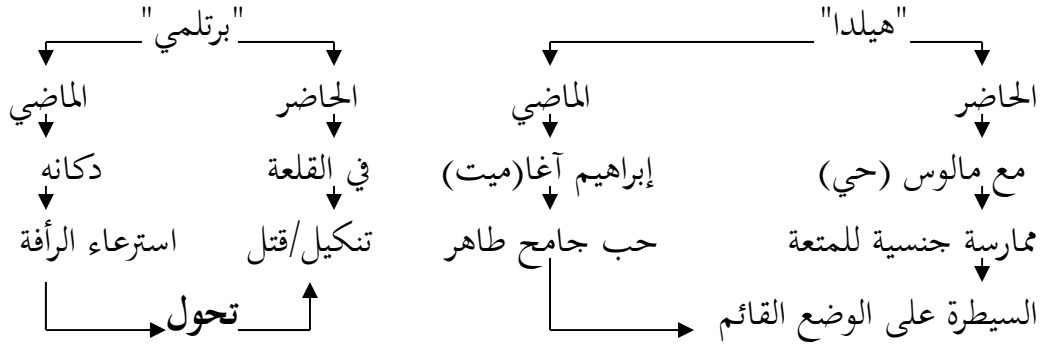 "هيلدا" "برتلمي"
الحاضر الماضي الحاضر الماضي
مع مالوس (حي) إبراهيم آغا(ميت) في القلعة دكانه
ممارسة جنسية للمتعة حب جامح طاهر تنكيل/قتل استرعاء الرأفة
السيطرة على الوضع القائم تحول